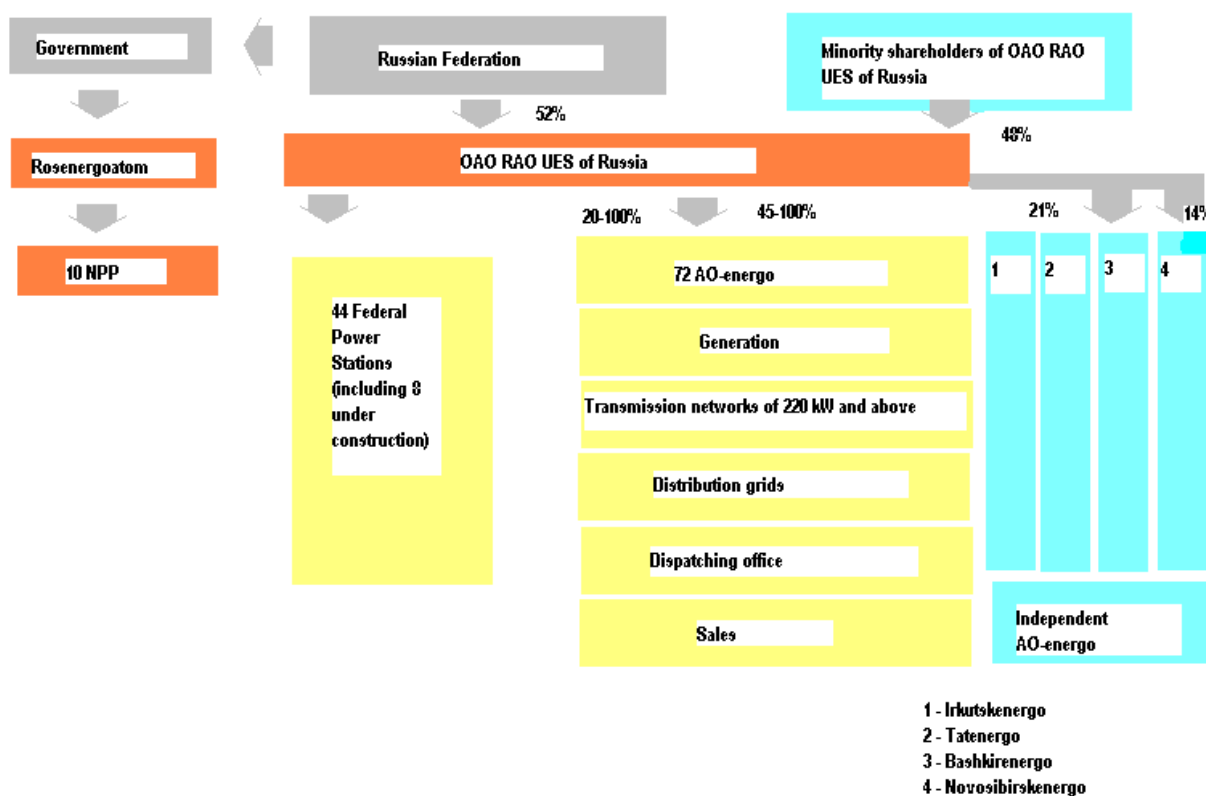 Government
Russian Federation
Minority shareholders of OAO RAO
UES of Russia
52%
48%
Rosenergoatom
OAO RAO UES of Russia
20-100%
45-100%
21%
14%
10 NPP
44 Federal
Power
Stations
(including 8
under
construction)
72 AO-energo
Generation
Transmission networks of 220 kW and above
Distribution grids
Dispatching office
Sales
1
2
3
4
Independent
AO-energo
1 - Irkutskenergo
2 - Tatenergo
3 - Bashkirenergo
4 - Novosibirskenergo